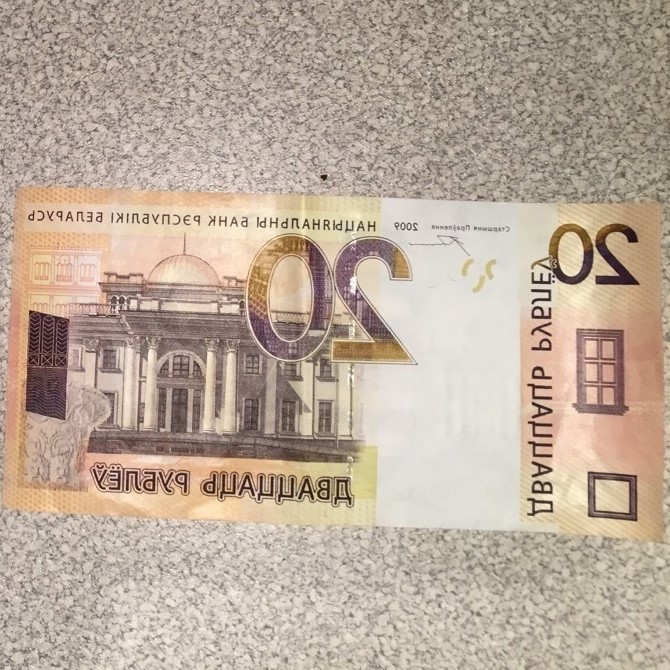 НАЦЫЯНАЛЬНЫ БАНК РЭСПУБЛІКІ БЕЛАРУСЬ
2009
Старшыня Праўлення
20
20
ДВАЦЦАЦЬ РУБЛЁЎ
ДВАЦЦАЦЬ РУБЛЁЎ